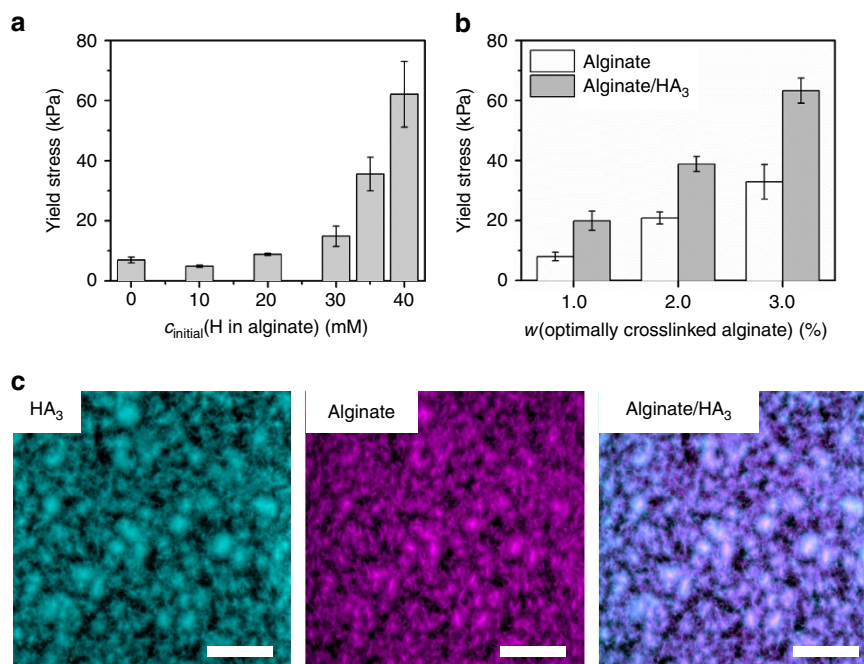 a
80
60
40
20
0
Yield stress (kPa)
0 10 20 30 40
c_initial(H in alginate) (mM)
b
80
60
40
20
0
Yield stress (kPa)
Alginate
Alginate/HA₃
1.0 2.0 3.0
w(optimally crosslinked alginate) (%)
c
HA₃
Alginate
Alginate/HA₃